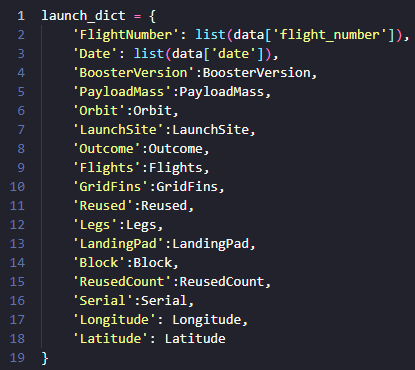 1 launch_dict = {
2     'FlightNumber': list(data['flight_number']),
3     'Date': list(data['date']),
4     'BoosterVersion':BoosterVersion,
5     'PayloadMass':PayloadMass,
6     'Orbit':Orbit,
7     'LaunchSite':LaunchSite,
8     'Outcome':Outcome,
9     'Flights':Flights,
10     'GridFins':GridFins,
11     'Reused':Reused,
12     'Legs':Legs,
13     'LandingPad':LandingPad,
14     'Block':Block,
15     'ReusedCount':ReusedCount,
16     'Serial':Serial,
17     'Longitude': Longitude,
18     'Latitude': Latitude
19 }